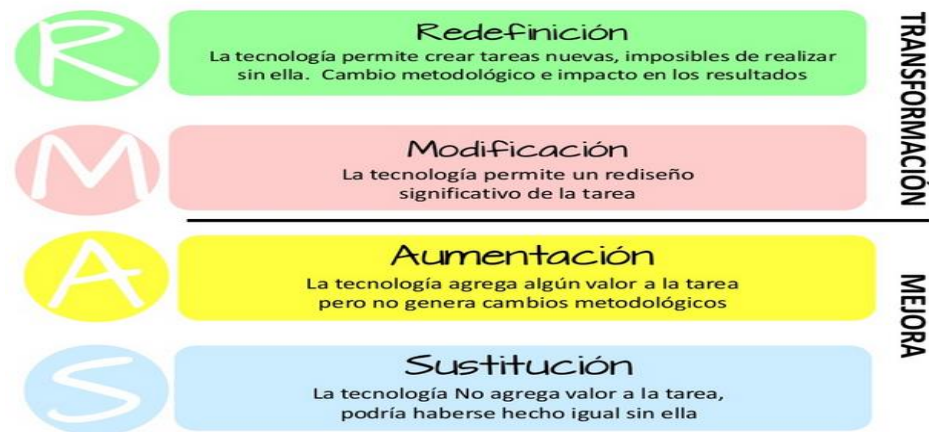 R
Redefinición
La tecnología permite crear tareas nuevas, imposibles de realizar
sin ella. Cambio metodológico e impacto en los resultados
TRANSFORMACIÓN
M
Modificación
La tecnología permite un rediseño
significativo de la tarea
A
Aumentación
La tecnología agrega algún valor a la tarea
pero no genera cambios metodológicos
MEJORA
S
Sustitución
La tecnología No agrega valor a la tarea,
podría haberse hecho igual sin ella